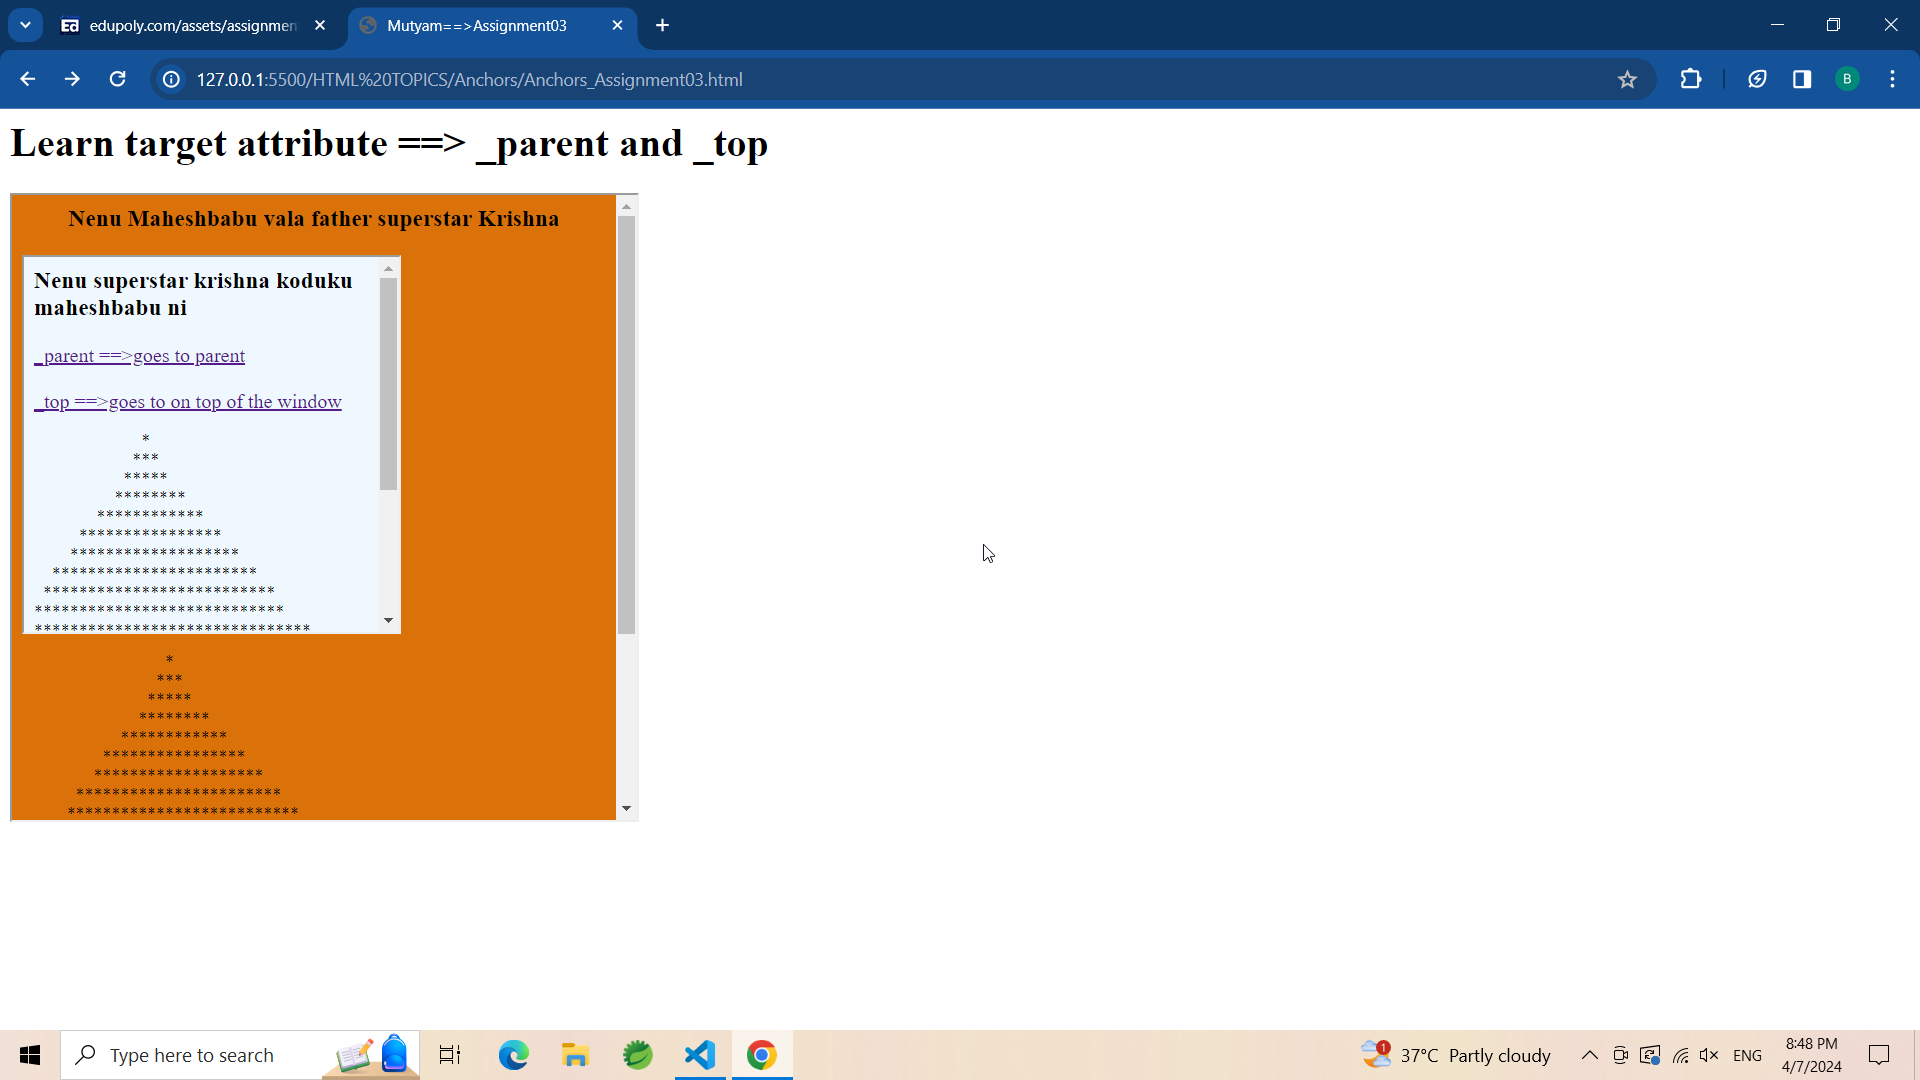 edupoly.com/assets/assignmen
Mutyam==>Assignment03
127.0.0.1:5500/HTML%20TOPICS/Anchors/Anchors_Assignment03.html
B
Learn target attribute ==> _parent and _top
Nenu Maheshbabu vala father superstar Krishna
Nenu superstar krishna koduku
maheshbabu ni
_parent ==>goes to parent
_top ==>goes to on top of the window
*
***
*****
********
************
****************
*******************
***********************
**************************
****************************
*******************************
*
***
*****
********
************
****************
*******************
***********************
**************************
Type here to search
1
37°C Partly cloudy
ENG
8:48 PM
4/7/2024